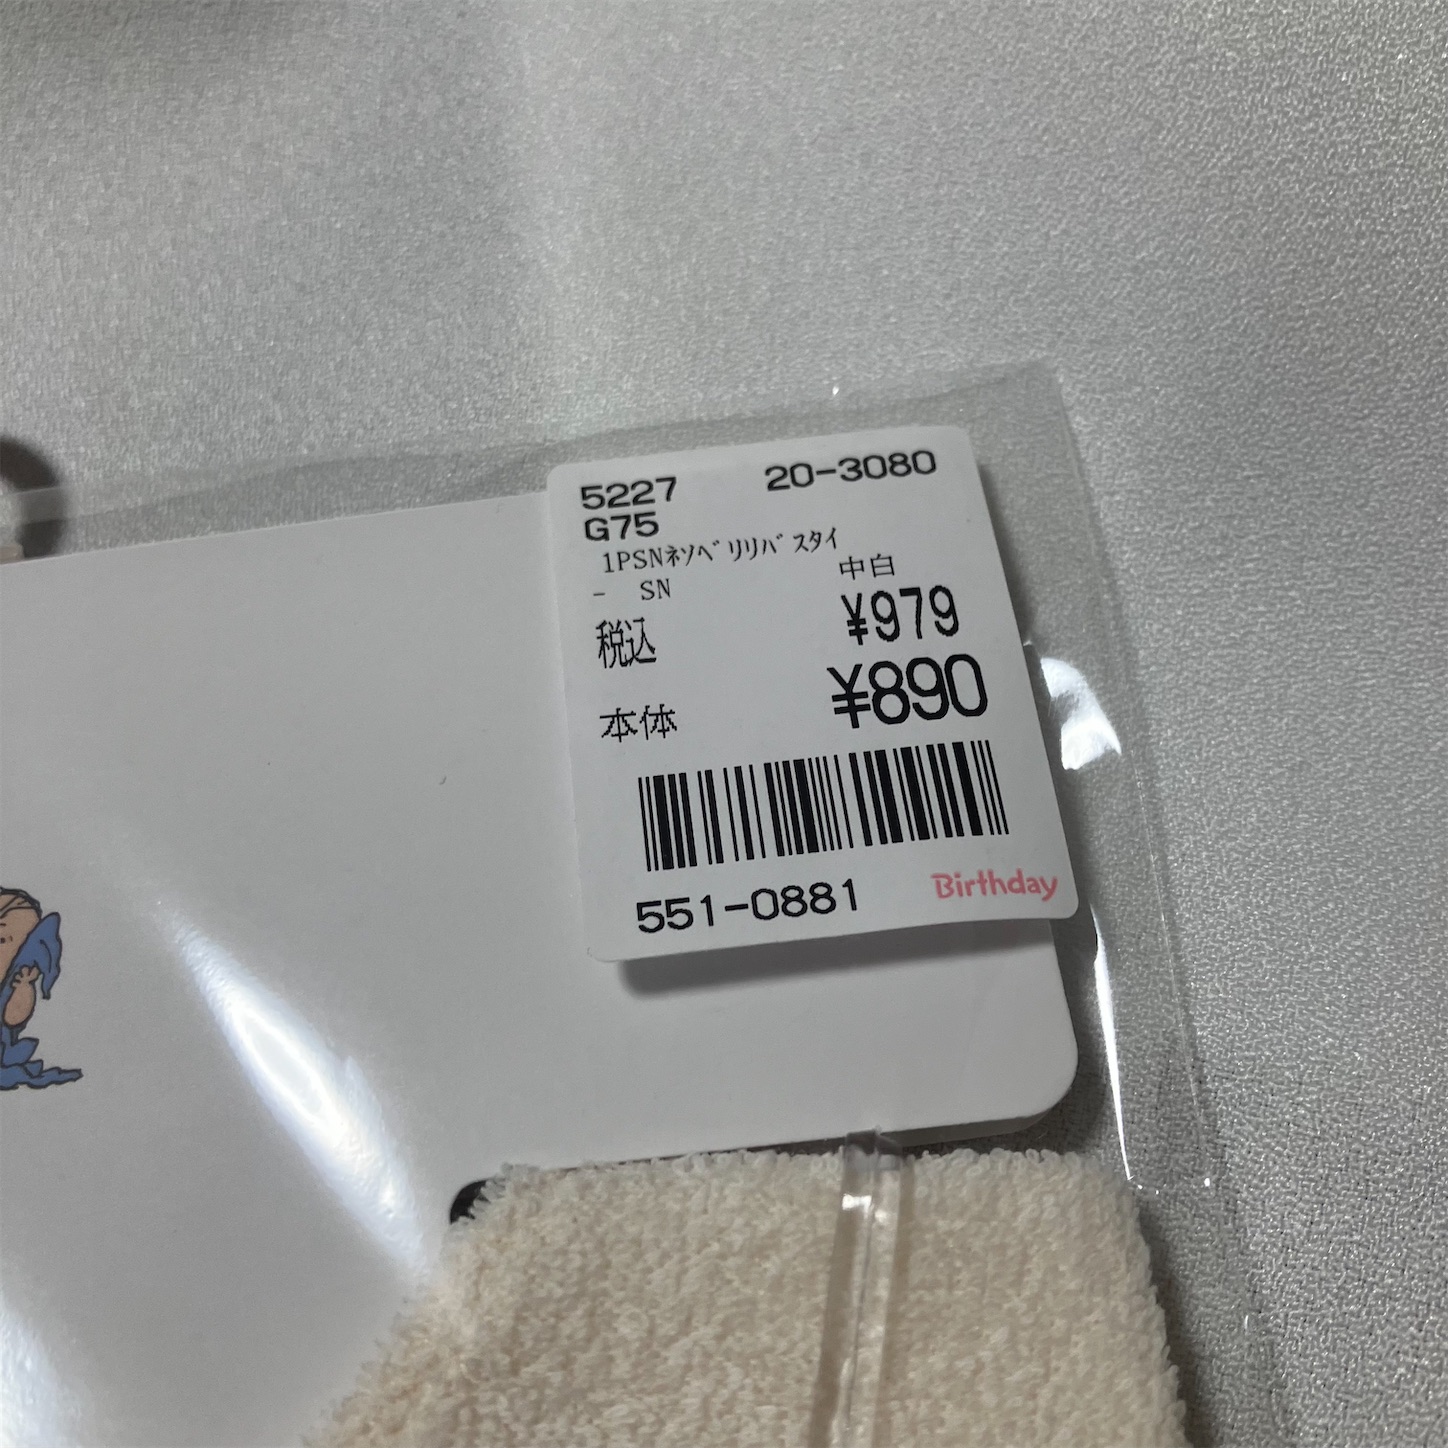 5227 20-3080
G75
1PSNﾈｿﾍﾞﾘリﾊﾞｽﾀｲ
- SN 中白
税込 ¥979
本体 ¥890
551-0881 Birthday